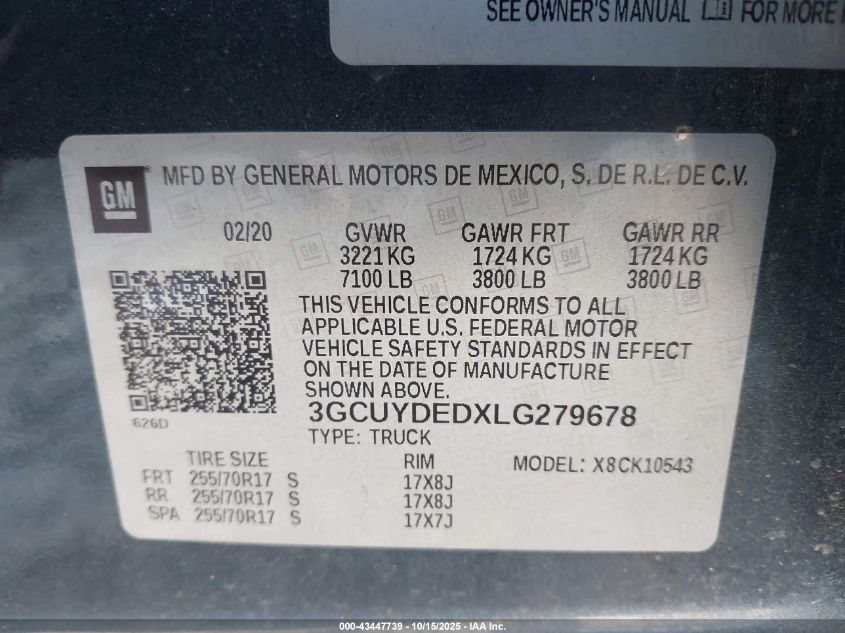 SEE OWNER'S MANUAL FOR MORE
GM
MFD BY GENERAL MOTORS DE MEXICO, S. DE R.L. DE C.V.
02/20 GVWR GAWR FRT GAWR RR
3221 KG 1724 KG 1724 KG
7100 LB 3800 LB 3800 LB
THIS VEHICLE CONFORMS TO ALL
APPLICABLE U.S. FEDERAL MOTOR
VEHICLE SAFETY STANDARDS IN EFFECT
ON THE DATE OF MANUFACTURE
SHOWN ABOVE.
626D
3GCUYDEDXLG279678
TYPE: TRUCK
TIRE SIZE RIM MODEL: X8CK10543
FRT 255/70R17 S 17X8J
RR 255/70R17 S 17X8J
SPA 255/70R17 S 17X7J
000-43447739 - 10/15/2025 - IAA Inc.